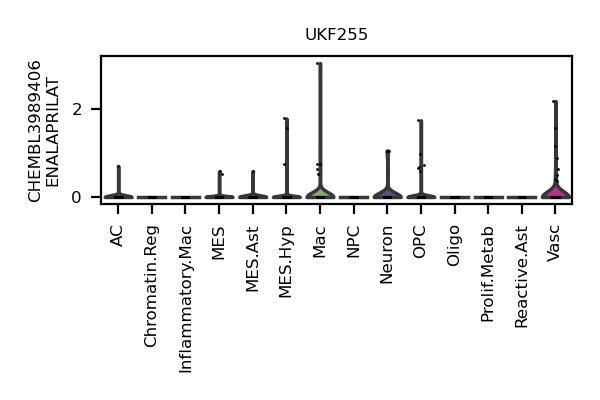 UKF255
CHEMBL3989406
ENALAPRILAT
2
0
AC
Chromatin.Reg
Inflammatory.Mac
MES
MES.Ast
MES.Hyp
Mac
NPC
Neuron
OPC
Oligo
Prolif.Metab
Reactive.Ast
Vasc